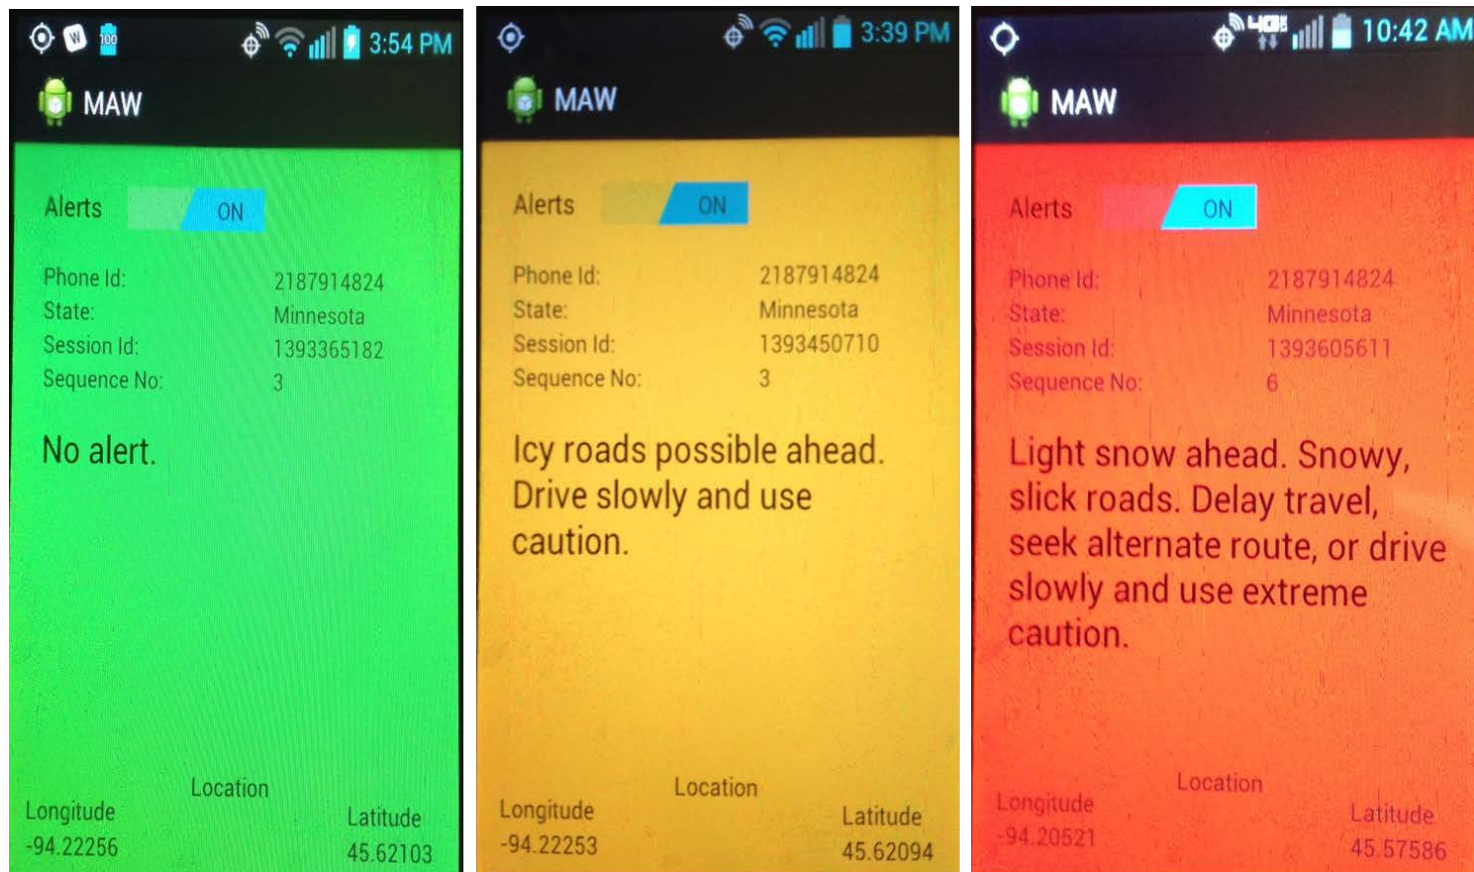 100
3:54 PM
MAW
Alerts ON
Phone Id: 2187914824
State: Minnesota
Session Id: 1393365182
Sequence No: 3
No alert.
Location
Longitude Latitude
-94.22256 45.62103
3:39 PM
MAW
Alerts ON
Phone Id: 2187914824
State: Minnesota
Session Id: 1393450710
Sequence No: 3
Icy roads possible ahead.
Drive slowly and use
caution.
Location
Longitude Latitude
-94.22253 45.62094
4G 10:42 AM
MAW
Alerts ON
Phone Id: 2187914824
State: Minnesota
Session Id: 1393605611
Sequence No: 6
Light snow ahead. Snowy,
slick roads. Delay travel,
seek alternate route, or drive
slowly and use extreme
caution.
Location
Longitude Latitude
-94.20521 45.57586